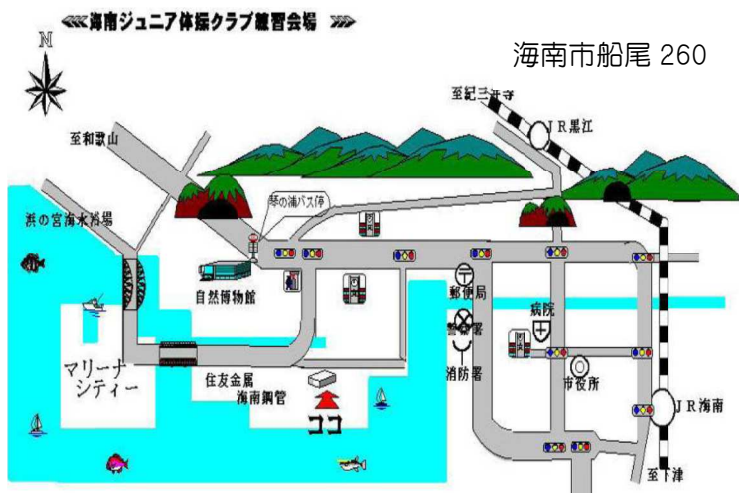 海南ジュニア体操クラブ練習会場
海南市船尾 260
N
至紀三井寺
JR黒江
至和歌山
琴の浦バス停
浜の宮海水浴場
自然博物館
郵便局
病院
警察署
マリーナ
シティー
住友金属
海南鋼管
消防署
市役所
ココ
JR海南
至下津